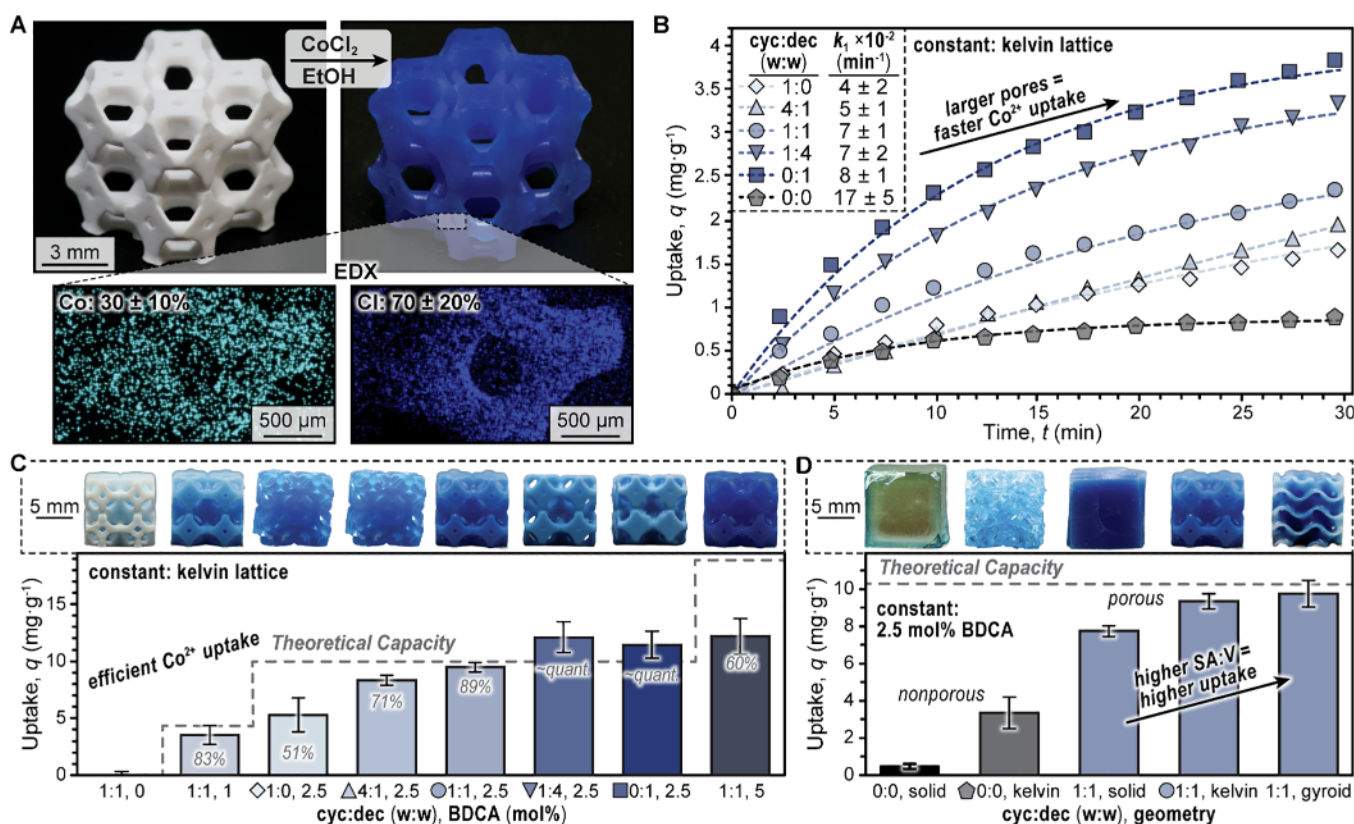 A
CoCl₂
EtOH
3 mm
EDX
Co: 30 ± 10%
500 µm
Cl: 70 ± 20%
500 µm
B
cyc:dec (w:w) k₁ ×10⁻² (min⁻¹)
1:0 4 ± 2
4:1 5 ± 1
1:1 7 ± 1
1:4 7 ± 2
0:1 8 ± 1
0:0 17 ± 5
constant: kelvin lattice
larger pores =
faster Co²⁺ uptake
Uptake, q (mg·g⁻¹)
4
3.5
3
2.5
2
1.5
1
0.5
0
0 5 10 15 20 25 30
Time, t (min)
C
5 mm
constant: kelvin lattice
efficient Co²⁺ uptake
Theoretical Capacity
Uptake, q (mg·g⁻¹)
15
10
5
0
83%
51%
71%
89%
~quant.
~quant.
60%
1:1, 0 1:1, 1 1:0, 2.5 4:1, 2.5 1:1, 2.5 1:4, 2.5 0:1, 2.5 1:1, 5
cyc:dec (w:w), BDCA (mol%)
D
5 mm
Theoretical Capacity
constant:
2.5 mol% BDCA
nonporous
porous
higher SA:V =
higher uptake
Uptake, q (mg·g⁻¹)
10
8
6
4
2
0
0:0, solid 0:0, kelvin 1:1, solid 1:1, kelvin 1:1, gyroid
cyc:dec (w:w), geometry